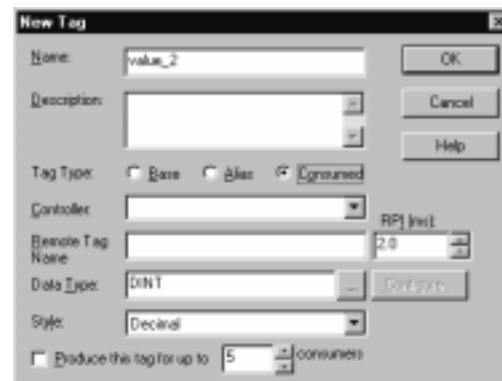 New Tag
Name: value_2 OK
Description: Cancel
Help
Tag Type: Base Alias Consumed
Controller:
RPI (ms):
Remote Tag Name 2.0
Data Type: DINT ... Configure...
Style: Decimal
Produce this tag for up to 5 consumers